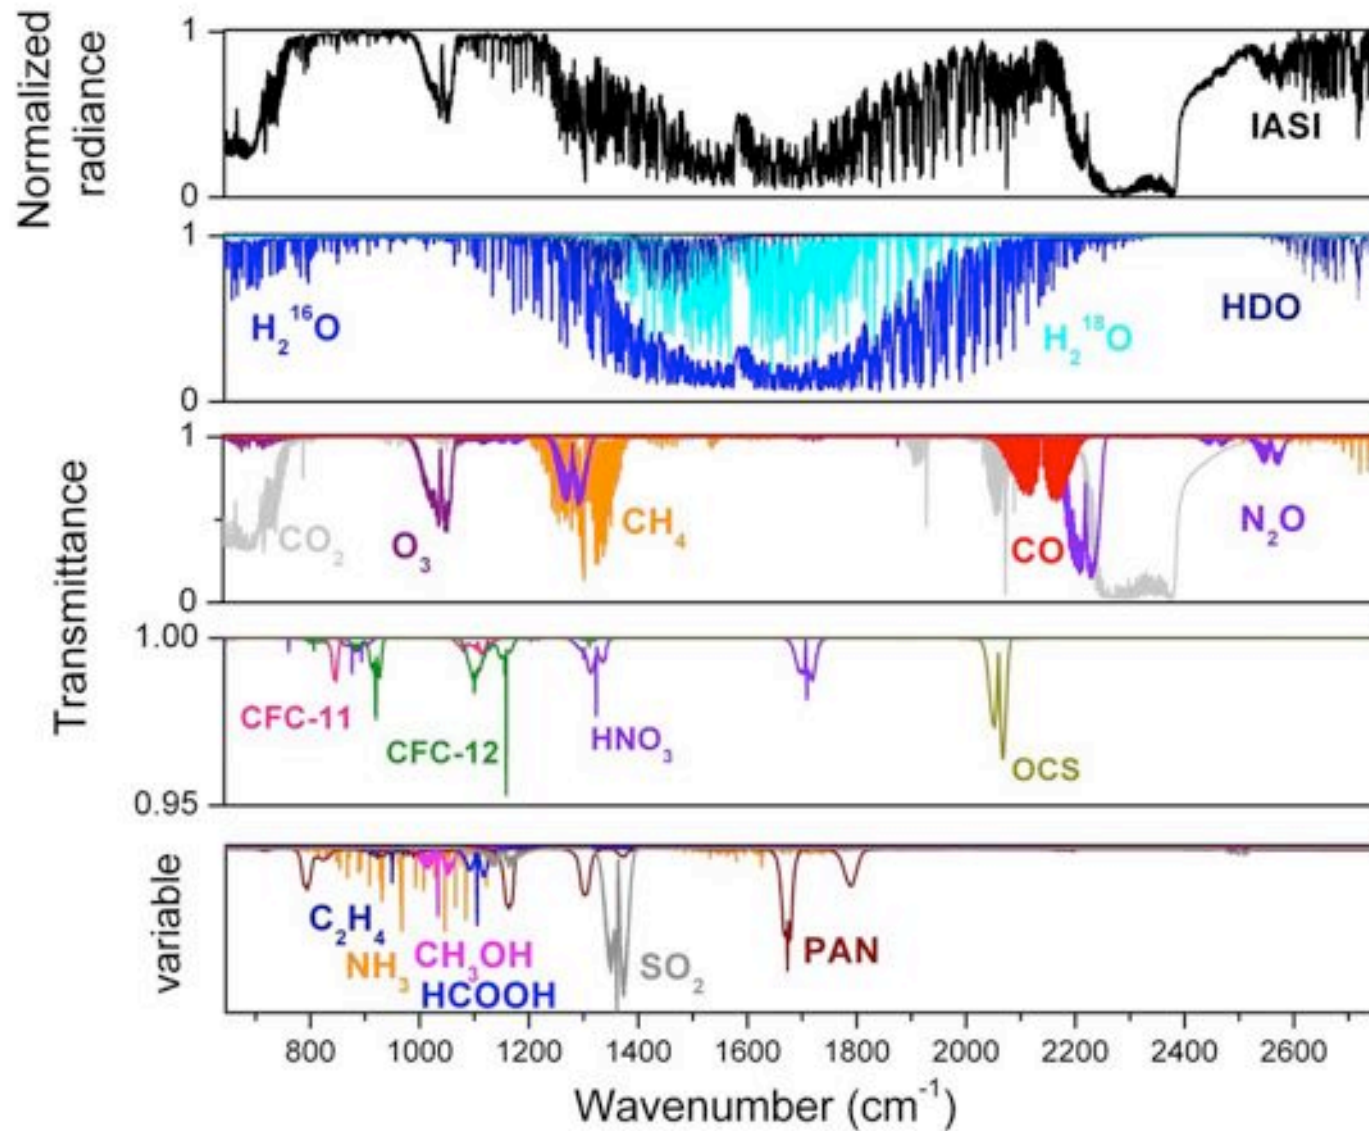 Normalized
radiance
1
0
IASI
1
0
H₂¹⁶O
H₂¹⁸O
HDO
Transmittance
1
0
CO₂
O₃
CH₄
CO
N₂O
1.00
0.95
CFC-11
CFC-12
HNO₃
OCS
variable
C₂H₄
NH₃
CH₃OH
HCOOH
SO₂
PAN
800 1000 1200 1400 1600 1800 2000 2200 2400 2600
Wavenumber (cm⁻¹)